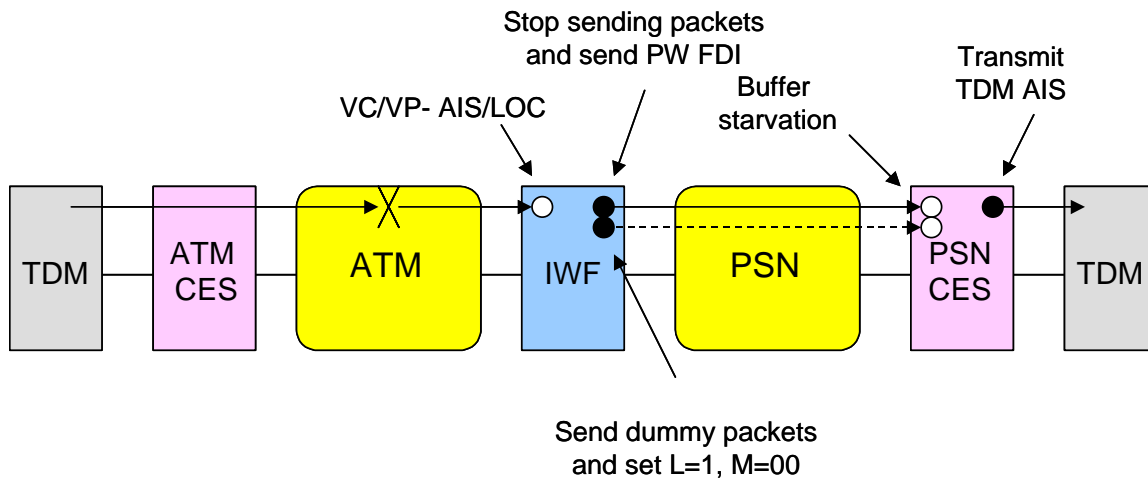 Stop sending packets
and send PW FDI
Transmit
TDM AIS
Buffer
starvation
VC/VP- AIS/LOC
TDM
ATM
CES
ATM
IWF
PSN
PSN
CES
TDM
Send dummy packets
and set L=1, M=00